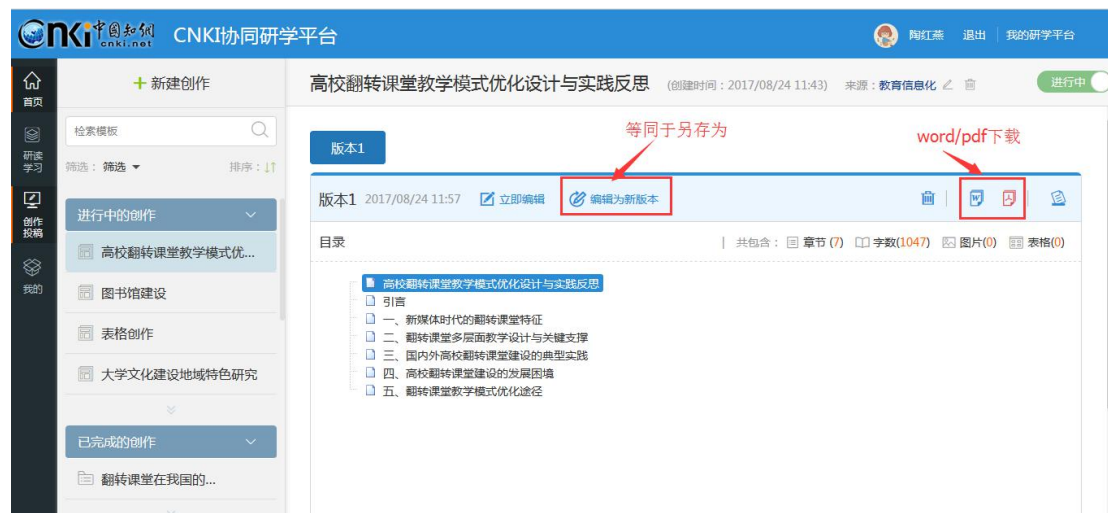 Cnki中国知网 CNKI协同研学平台 陶红燕 退出 我的研学平台
cnki.net
首页
研读
学习
创作
投稿
我的
+ 新建创作
检索模板
筛选： 筛选 排序：
进行中的创作
高校翻转课堂教学模式优...
图书馆建设
表格创作
大学文化建设地域特色研究
已完成的创作
翻转课堂在我国的...
高校翻转课堂教学模式优化设计与实践反思 (创建时间：2017/08/24 11:43) 来源：教育信息化 进行中
等同于另存为 word/pdf下载
版本1
版本1 2017/08/24 11:57 立即编辑 编辑为新版本
目录 共包含： 章节 (7) 字数(1047) 图片(0) 表格(0)
高校翻转课堂教学模式优化设计与实践反思
引言
一、新媒体时代的翻转课堂特征
二、翻转课堂多层面教学设计与关键支撑
三、国内外高校翻转课堂建设的典型实践
四、高校翻转课堂建设的发展困境
五、翻转课堂教学模式优化途径